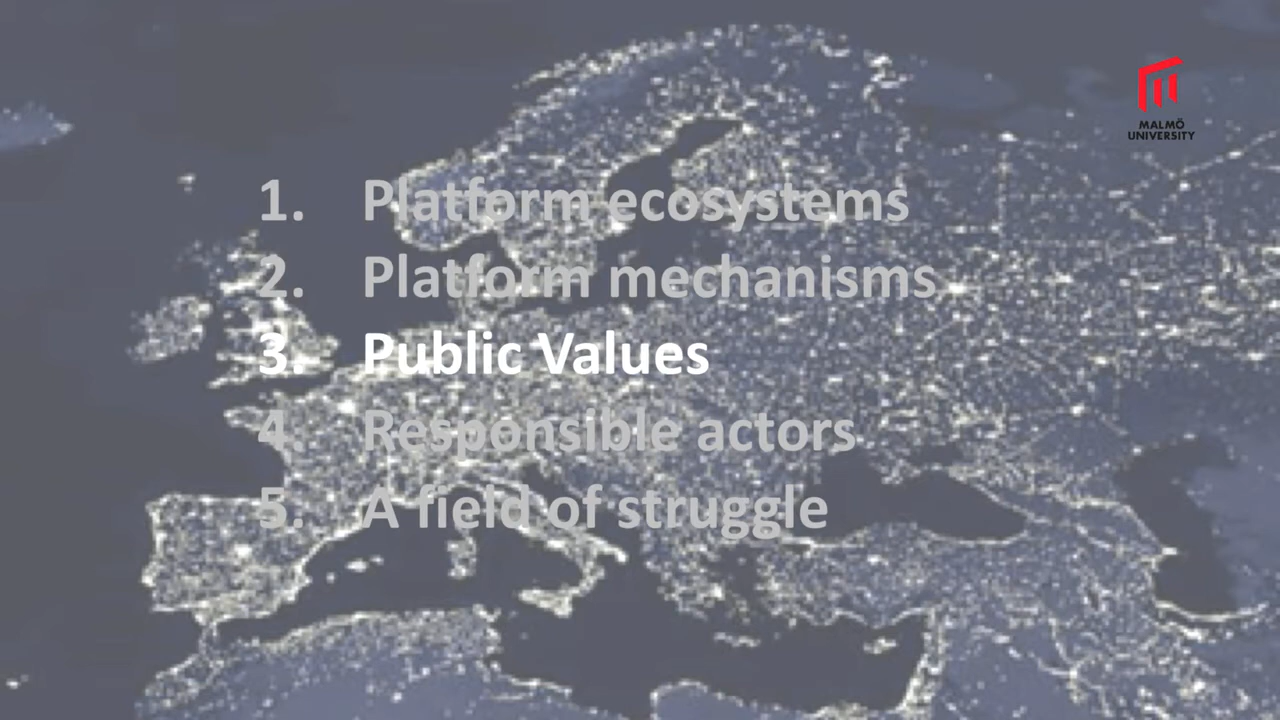 MALMÖ
UNIVERSITY
1. Platform ecosystems
2. Platform mechanisms
3. Public Values
4. Responsible actors
5. A field of struggle